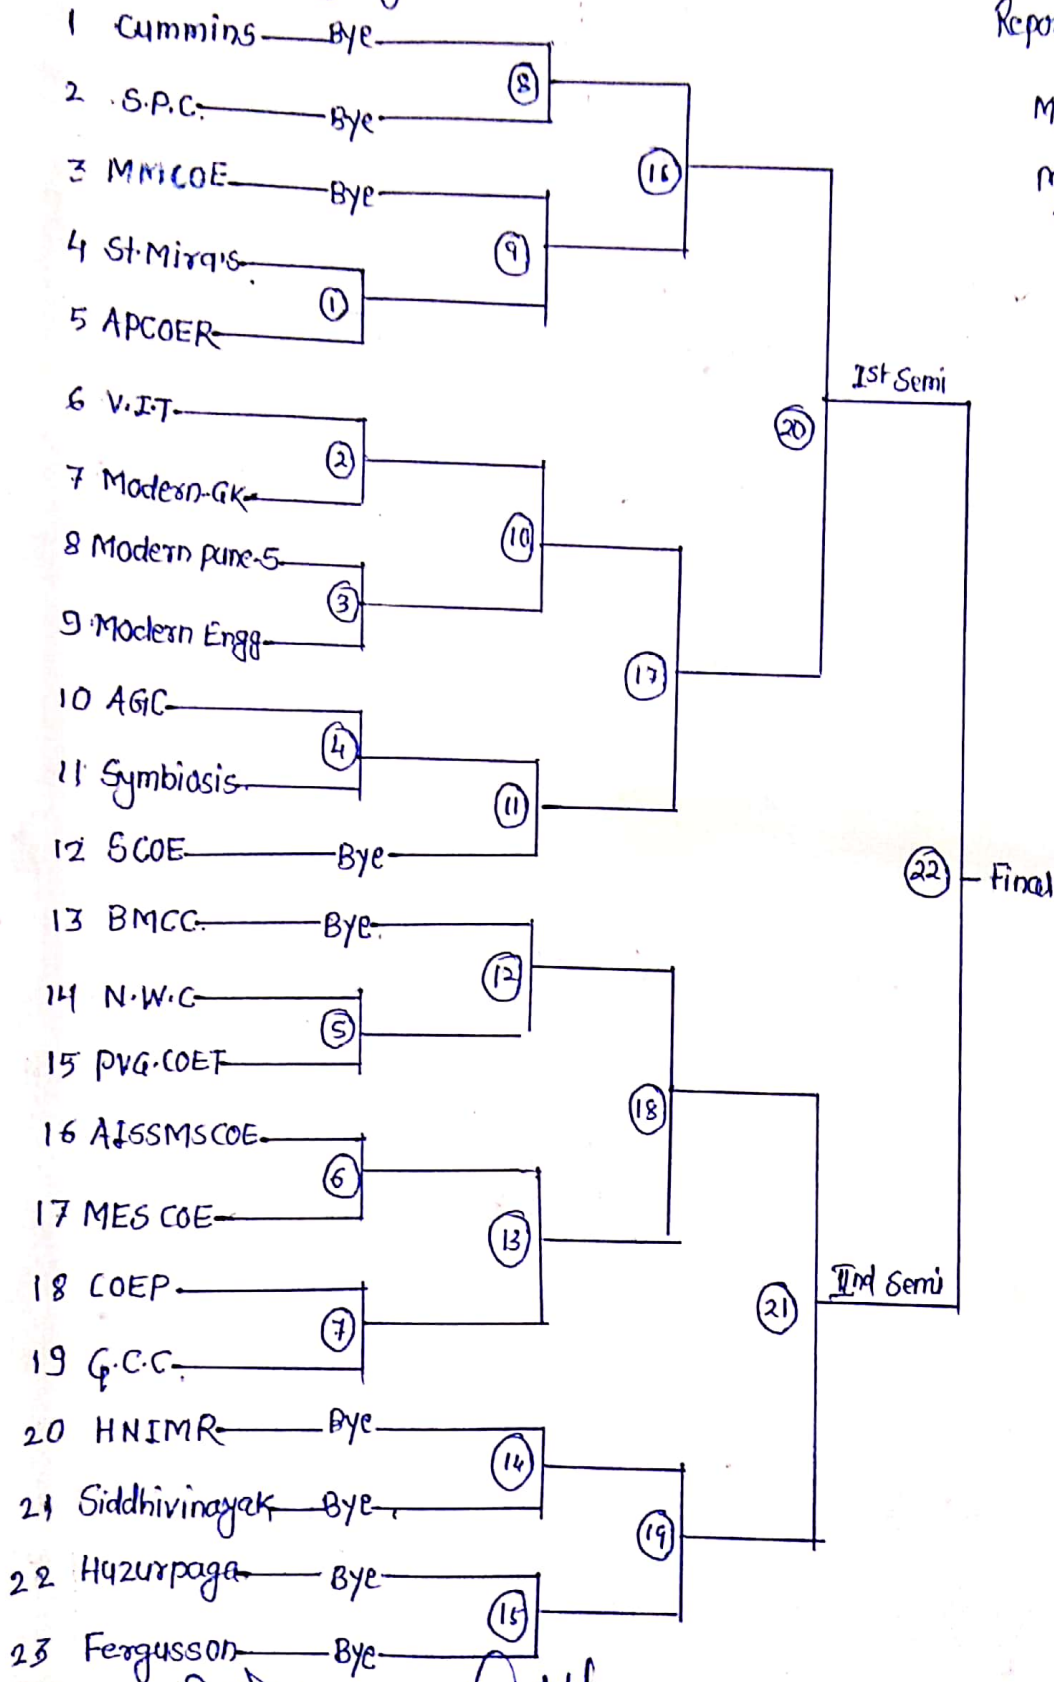 1 Cummins Bye
Repo
8
2 S.P.C. Bye
M
3 MMCOE Bye
16
4 St.Mira's
9
1
5 APCOER
Ist Semi
6 V.I.T.
20
2
7 Modern-GK
10
8 Modern pune-5
3
9 Modern Engg
17
10 AGC
4
11 Symbiosis
11
12 SCOE Bye
22 Final
13 BMCC Bye
12
14 N.W.C
5
15 PVG.COET
18
16 AISSMSCOE
6
17 MES COE
13
18 COEP
IInd Semi
21
7
19 G.C.C.
20 HNIMR Bye
14
21 Siddhivinayak Bye
19
22 Huzurpaga Bye
15
23 Fergusson Bye